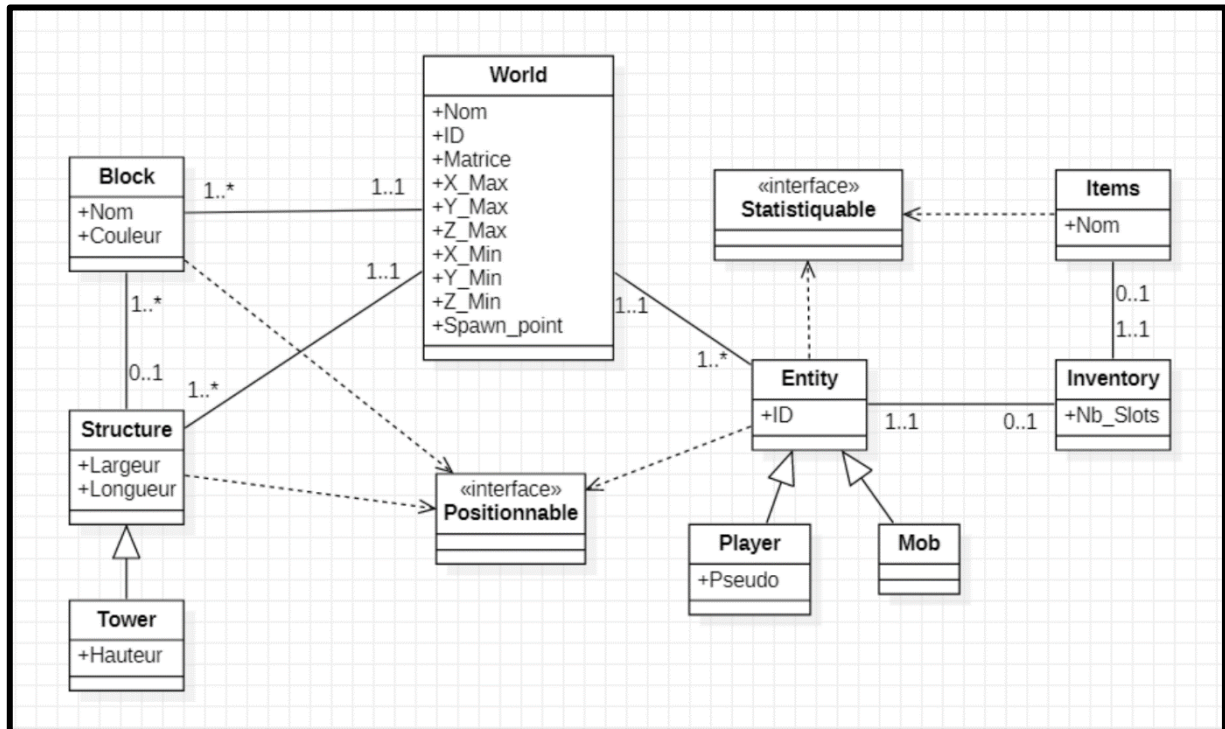 World
+Nom
+ID
+Matrice
+X_Max
+Y_Max
+Z_Max
+X_Min
+Y_Min
+Z_Min
+Spawn_point
Block
+Nom
+Couleur
1..*
1..1
«interface»
Statistiquable
Items
+Nom
1..*
0..1
1..1
1..*
1..1
1..*
0..1
1..1
Structure
+Largeur
+Longueur
Entity
+ID
1..1
0..1
Inventory
+Nb_Slots
«interface»
Positionnable
Player
+Pseudo
Mob
Tower
+Hauteur